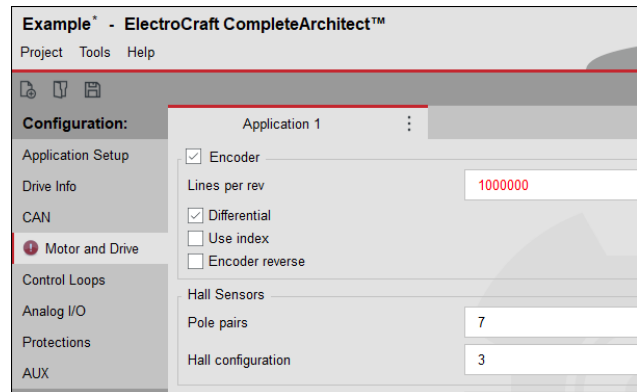 Example* - ElectroCraft CompleteArchitect™
Project Tools Help
Configuration:
Application 1
Application Setup
Drive Info
CAN
Motor and Drive
Control Loops
Analog I/O
Protections
AUX
Encoder
Lines per rev 1000000
Differential
Use index
Encoder reverse
Hall Sensors
Pole pairs 7
Hall configuration 3